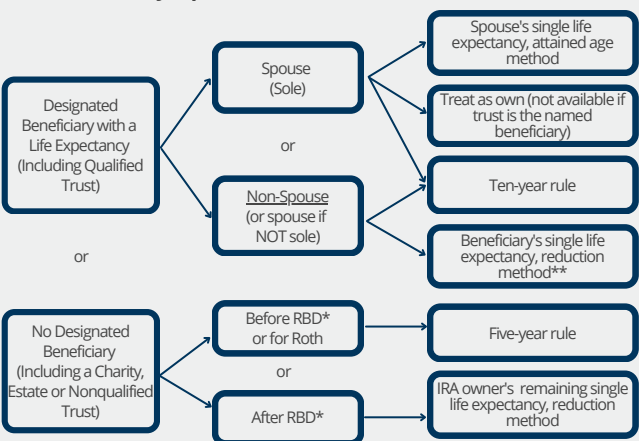 Spouse's single life
expectancy, attained age
method
Spouse
(Sole)
Designated
Beneficiary with a
Life Expectancy
(Including Qualified
Trust)
Treat as own (not available if
trust is the named
beneficiary)
or
Non-Spouse
(or spouse if
NOT sole)
Ten-year rule
Beneficiary's single life
expectancy, reduction
method**
or
No Designated
Beneficiary
(Including a Charity,
Estate or Nonqualified
Trust)
Before RBD*
or for Roth
Five-year rule
or
After RBD*
IRA owner's remaining single
life expectancy, reduction
method